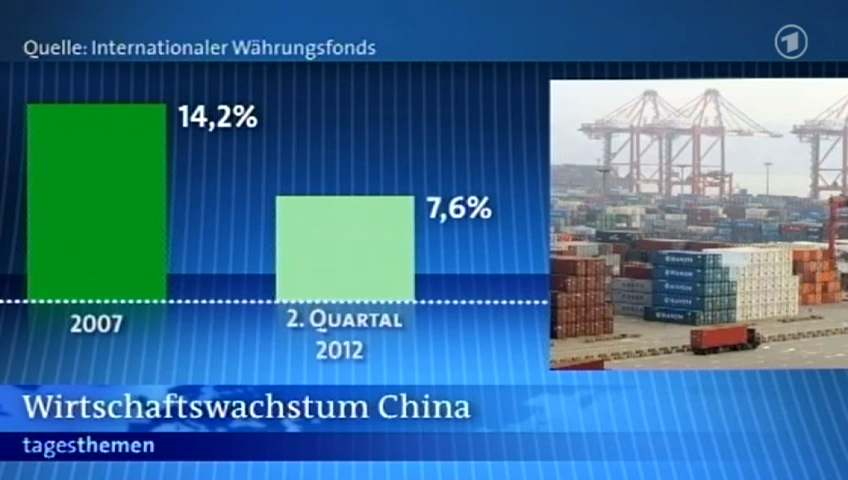 Quelle: Internationaler Währungsfonds
14,2%
7,6%
2007
2. QUARTAL
2012
Wirtschaftswachstum China
tagesthemen